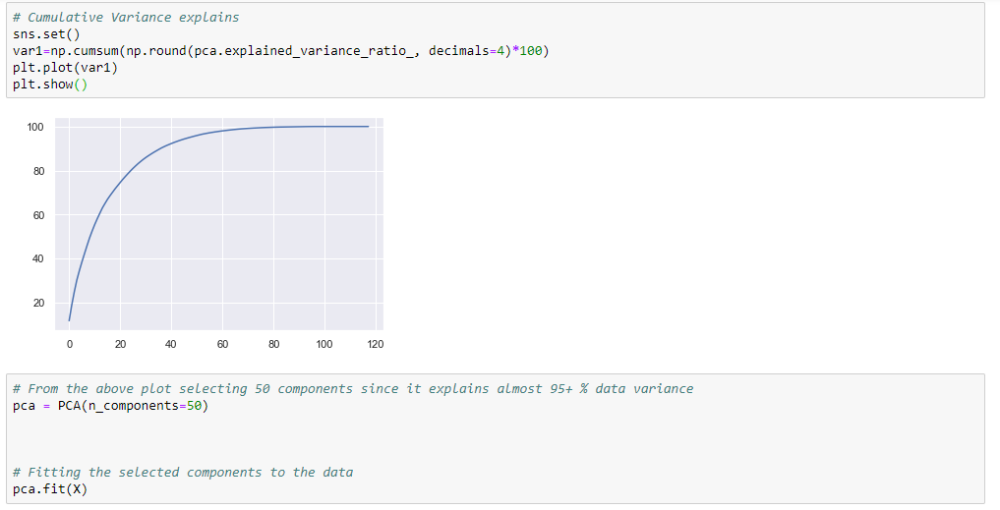 # Cumulative Variance explains
sns.set()
var1=np.cumsum(np.round(pca.explained_variance_ratio_, decimals=4)*100)
plt.plot(var1)
plt.show()
100
80
60
40
20
0 20 40 60 80 100 120
# From the above plot selecting 50 components since it explains almost 95+ % data variance
pca = PCA(n_components=50)
# Fitting the selected components to the data
pca.fit(X)